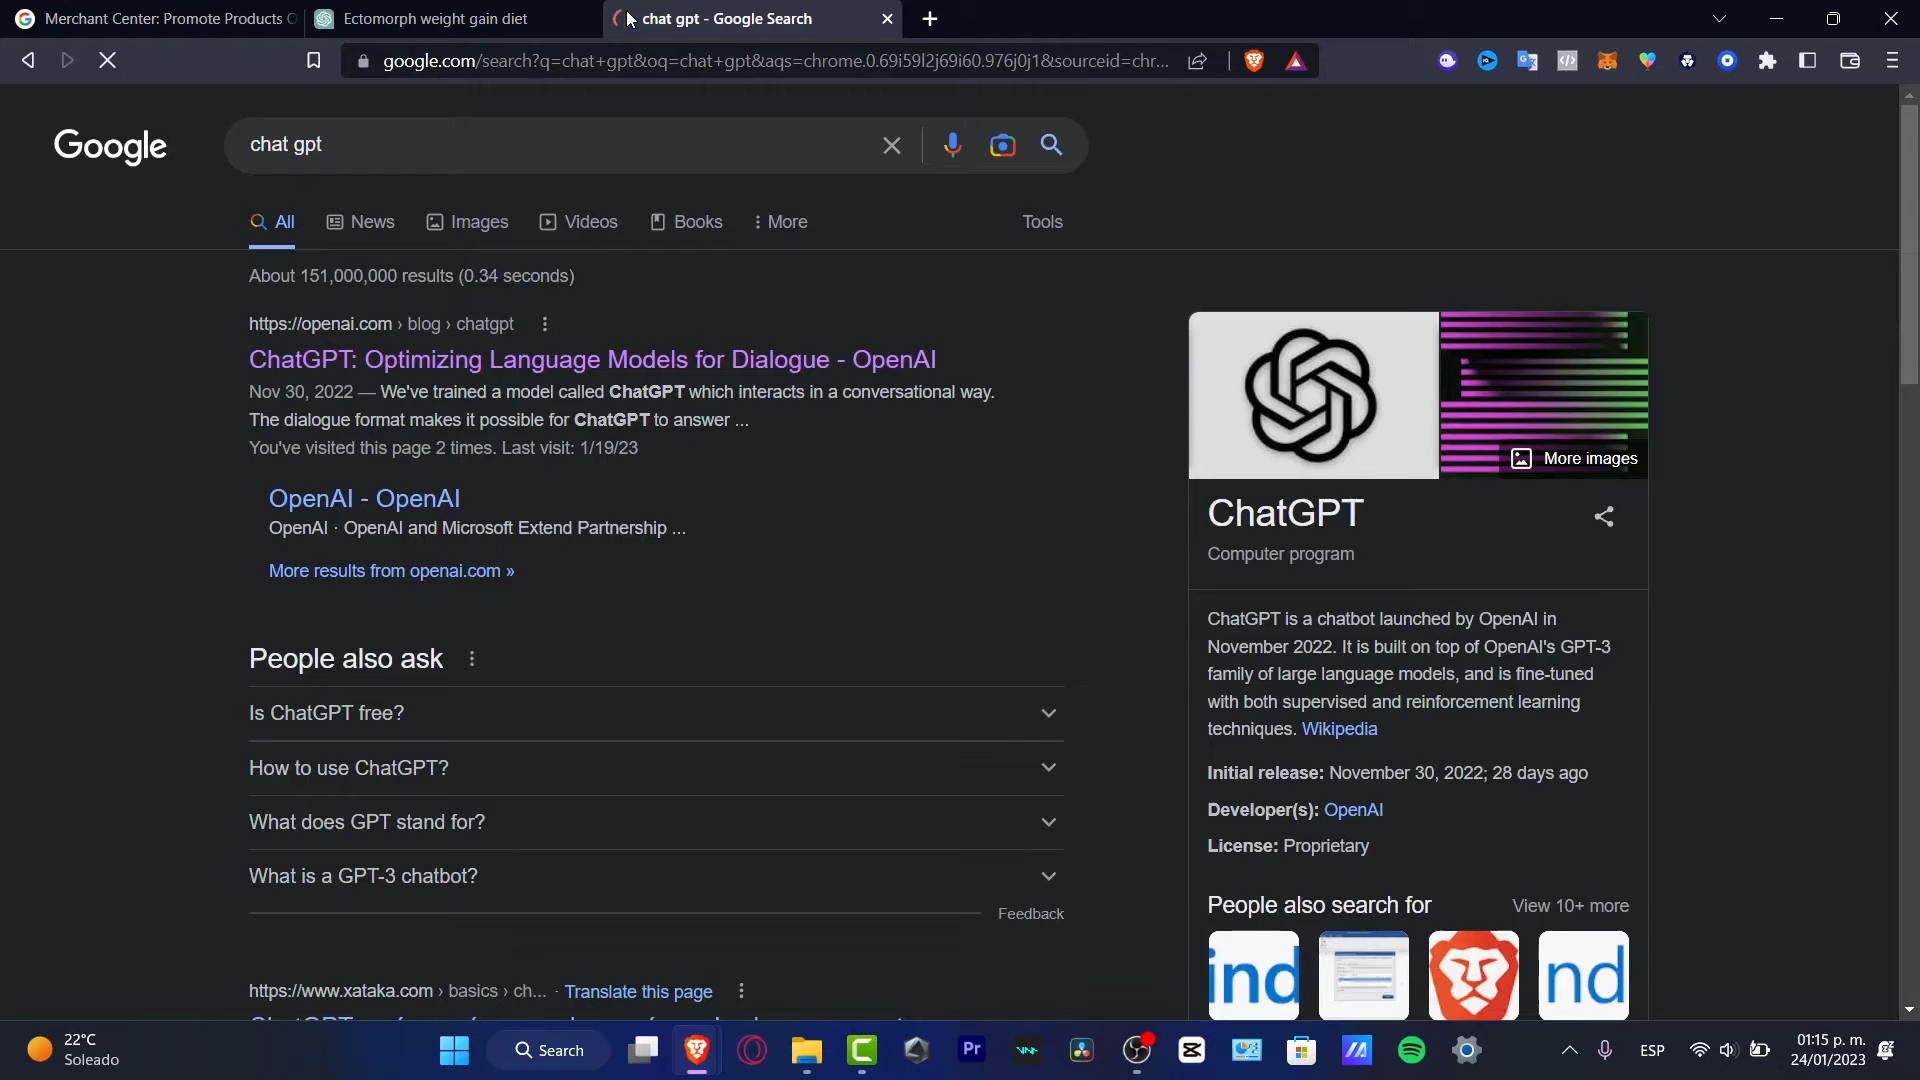 Merchant Center: Promote Products O
Ectomorph weight gain diet
chat gpt - Google Search
google.com/search?q=chat+gpt&oq=chat+gpt&aqs=chrome.0.69i59l2j69i60.976j0j1&sourceid=chr...
Google
chat gpt
All
News
Images
Videos
Books
More
Tools
About 151,000,000 results (0.34 seconds)
https://openai.com › blog › chatgpt
ChatGPT: Optimizing Language Models for Dialogue - OpenAI
Nov 30, 2022 — We've trained a model called ChatGPT which interacts in a conversational way.
The dialogue format makes it possible for ChatGPT to answer ...
You've visited this page 2 times. Last visit: 1/19/23
OpenAI - OpenAI
OpenAI · OpenAI and Microsoft Extend Partnership ...
More results from openai.com »
People also ask
Is ChatGPT free?
How to use ChatGPT?
What does GPT stand for?
What is a GPT-3 chatbot?
Feedback
https://www.xataka.com › basics › ch... · Translate this page
More images
ChatGPT
Computer program
ChatGPT is a chatbot launched by OpenAI in
November 2022. It is built on top of OpenAI's GPT-3
family of large language models, and is fine-tuned
with both supervised and reinforcement learning
techniques. Wikipedia
Initial release: November 30, 2022; 28 days ago
Developer(s): OpenAI
License: Proprietary
People also search for
View 10+ more
ind
nd
22°C
Soleado
Search
Pr
ESP
01:15 p. m.
24/01/2023